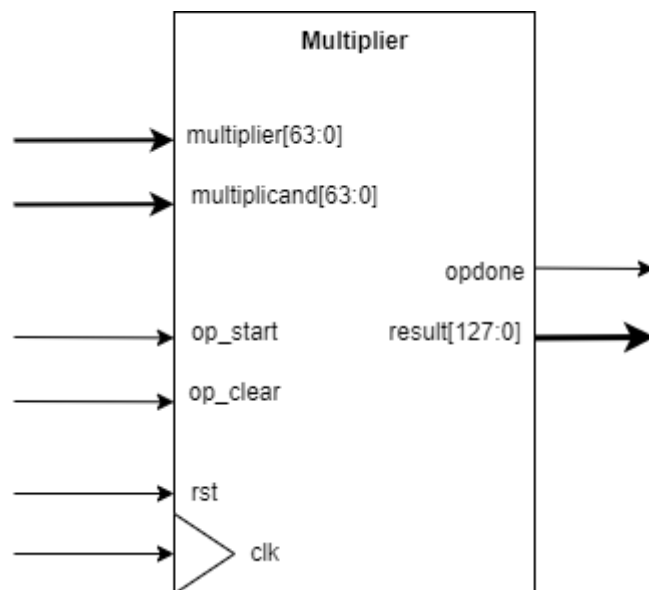 Multiplier
multiplier[63:0]
multiplicand[63:0]
opdone
op_start
result[127:0]
op_clear
rst
clk